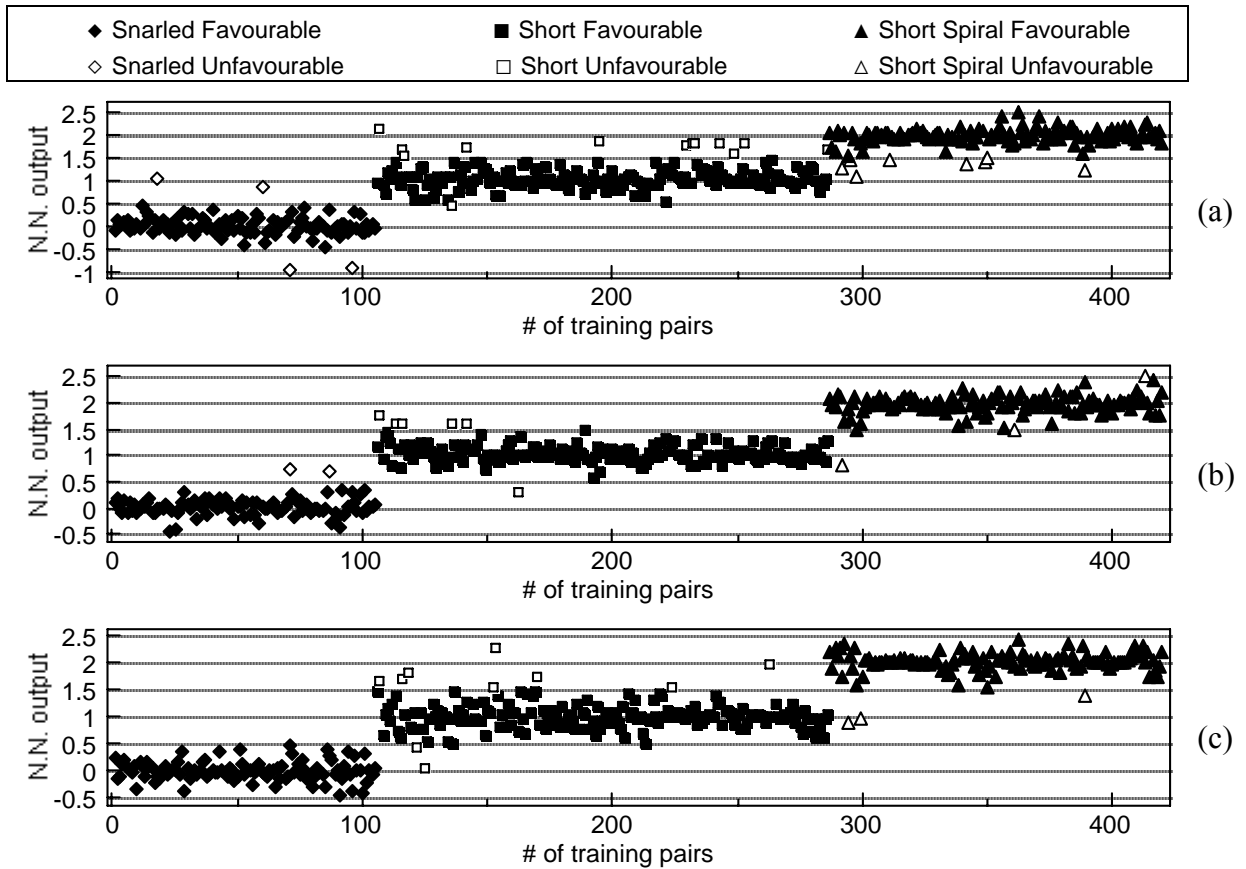 Snarled Favourable Short Favourable Short Spiral Favourable
Snarled Unfavourable Short Unfavourable Short Spiral Unfavourable
2.5
2
1.5
1
0.5
0
-0.5
-1
N.N. output
0 100 200 300 400
# of training pairs
(a)
2.5
2
1.5
1
0.5
0
-0.5
N.N. output
0 100 200 300 400
# of training pairs
(b)
2.5
2
1.5
1
0.5
0
-0.5
N.N. output
0 100 200 300 400
# of training pairs
(c)